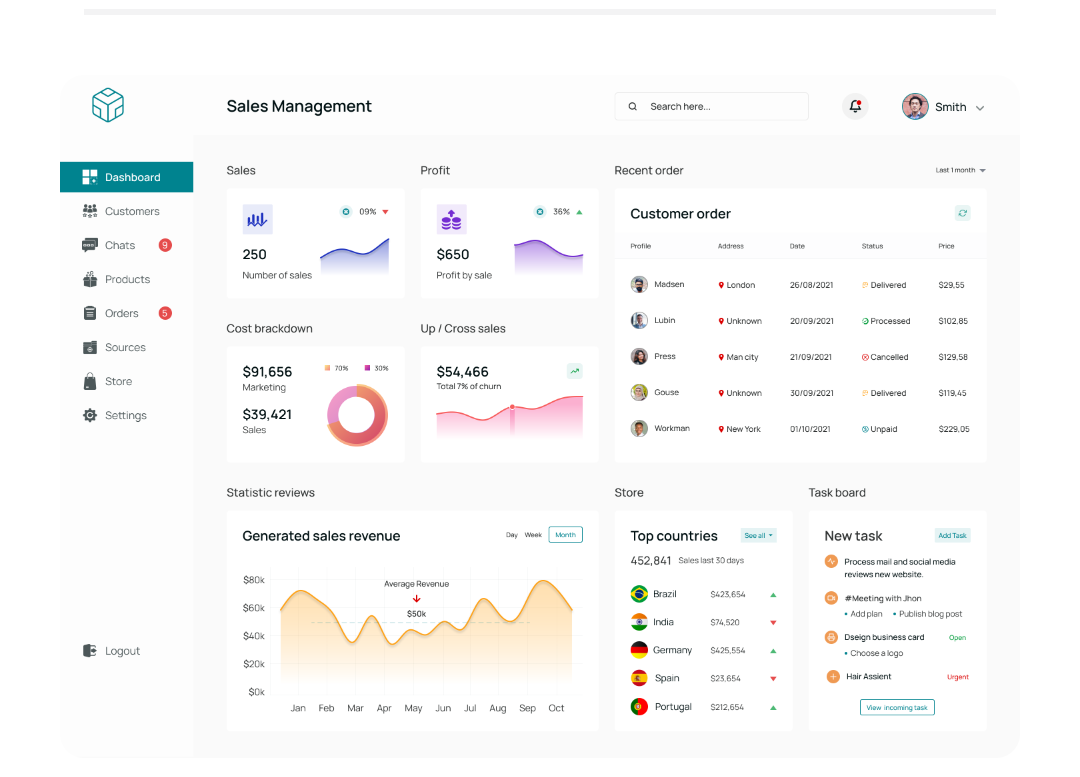 Sales Management
Search here...
Smith
Dashboard
Customers
Chats
9
Products
Orders
5
Sources
Store
Settings
Logout
Sales
09%
250
Number of sales
Profit
36%
$650
Profit by sale
Cost brackdown
$91,656
Marketing
$39,421
Sales
70%
30%
Up / Cross sales
$54,466
Total 7% of churn
Recent order
Last 1 month
Customer order
Profile Address Date Status Price
Madsen London 26/08/2021 Delivered $29,55
Lubin Unknown 20/09/2021 Processed $102,85
Press Man city 21/09/2021 Cancelled $129,58
Gouse Unknown 30/09/2021 Delivered $119,45
Workman New York 01/10/2021 Unpaid $229,05
Statistic reviews
Generated sales revenue
Day Week Month
Average Revenue
$50k
$80k
$60k
$40k
$20k
$0k
Jan Feb Mar Apr May Jun Jul Aug Sep Oct
Store
Top countries
See all
452,841 Sales last 30 days
Brazil $423,654
India $74,520
Germany $425,554
Spain $23,654
Portugal $212,654
Task board
New task
Add Task
Process mail and social media
reviews new website.
#Meeting with Jhon
• Add plan • Publish blog post
Dseign business card Open
• Choose a logo
Hair Assient Urgent
View incoming task